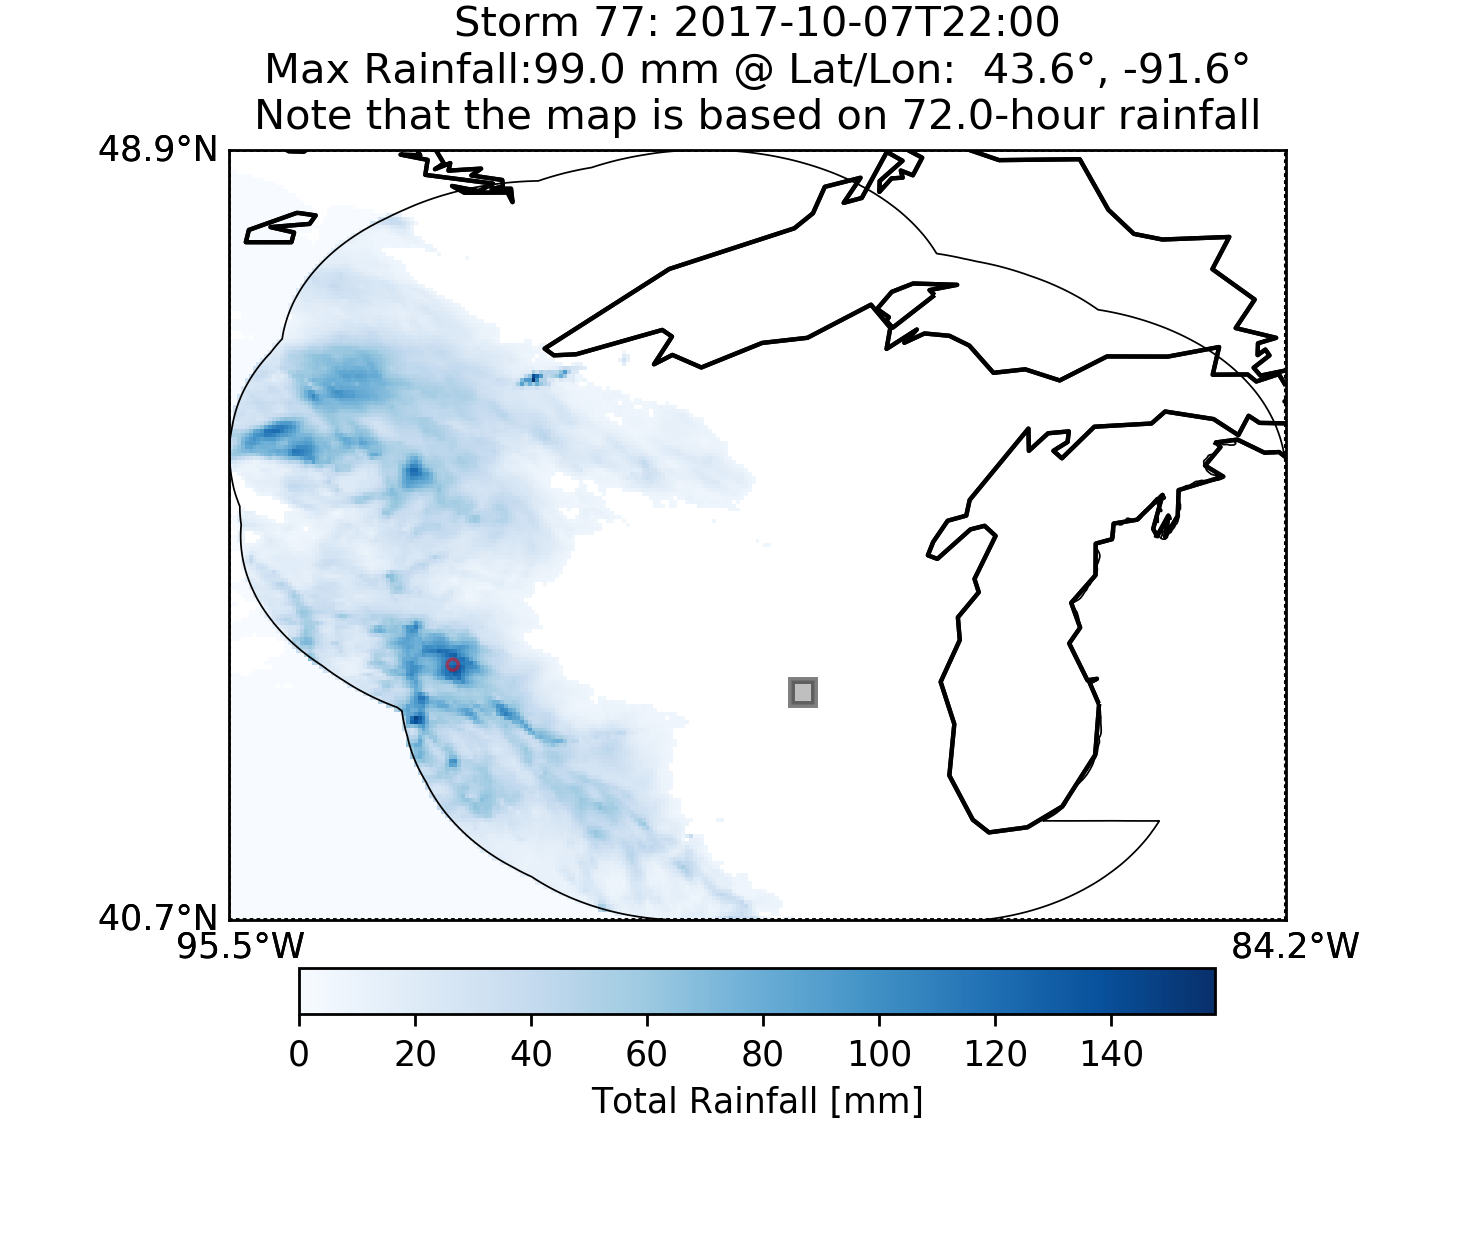 Storm 77: 2017-10-07T22:00
Max Rainfall:99.0 mm @ Lat/Lon:  43.6°, -91.6°
Note that the map is based on 72.0-hour rainfall
48.9°N
40.7°N
95.5°W 84.2°W
0 20 40 60 80 100 120 140
Total Rainfall [mm]